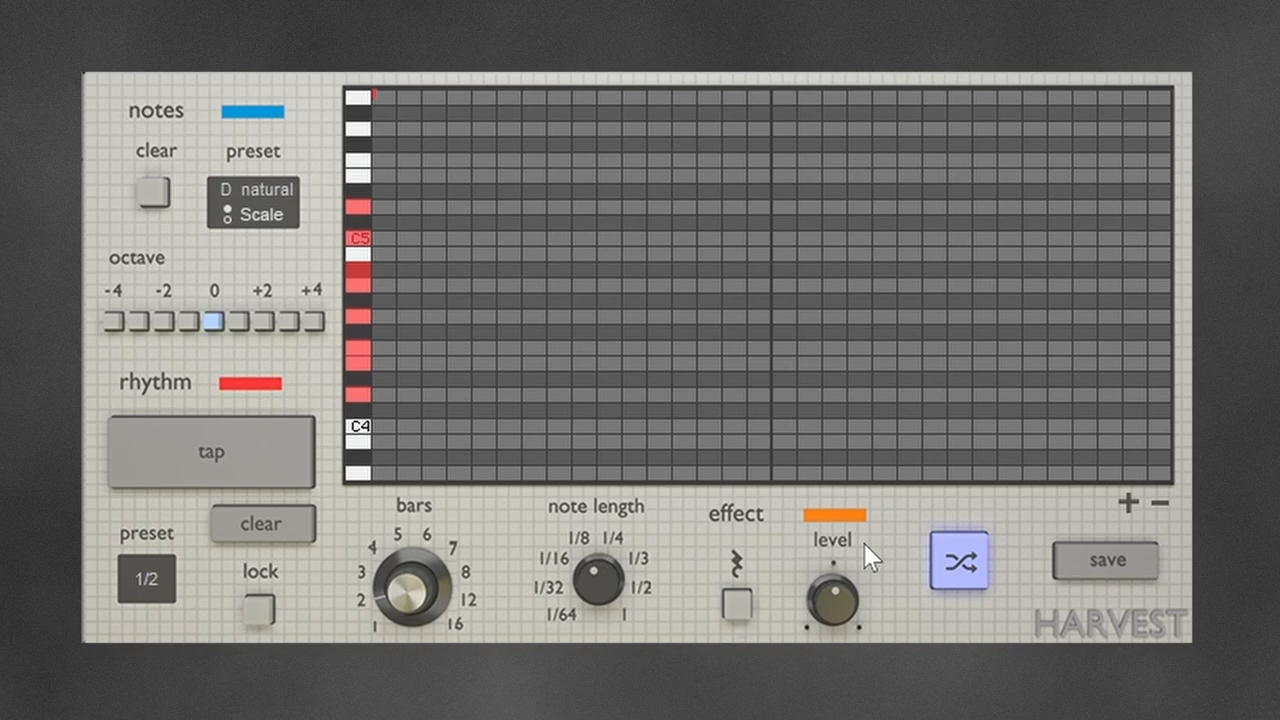 notes
clear preset
D natural
Scale
octave
-4 -2 0 +2 +4
rhythm
tap
clear
preset
1/2
lock
C5
C4
bars
1 2 3 4 5 6 7 8 12 16
note length
1/64 1/32 1/16 1/8 1/4 1/3 1/2 1
effect
level
+ -
save
HARVEST